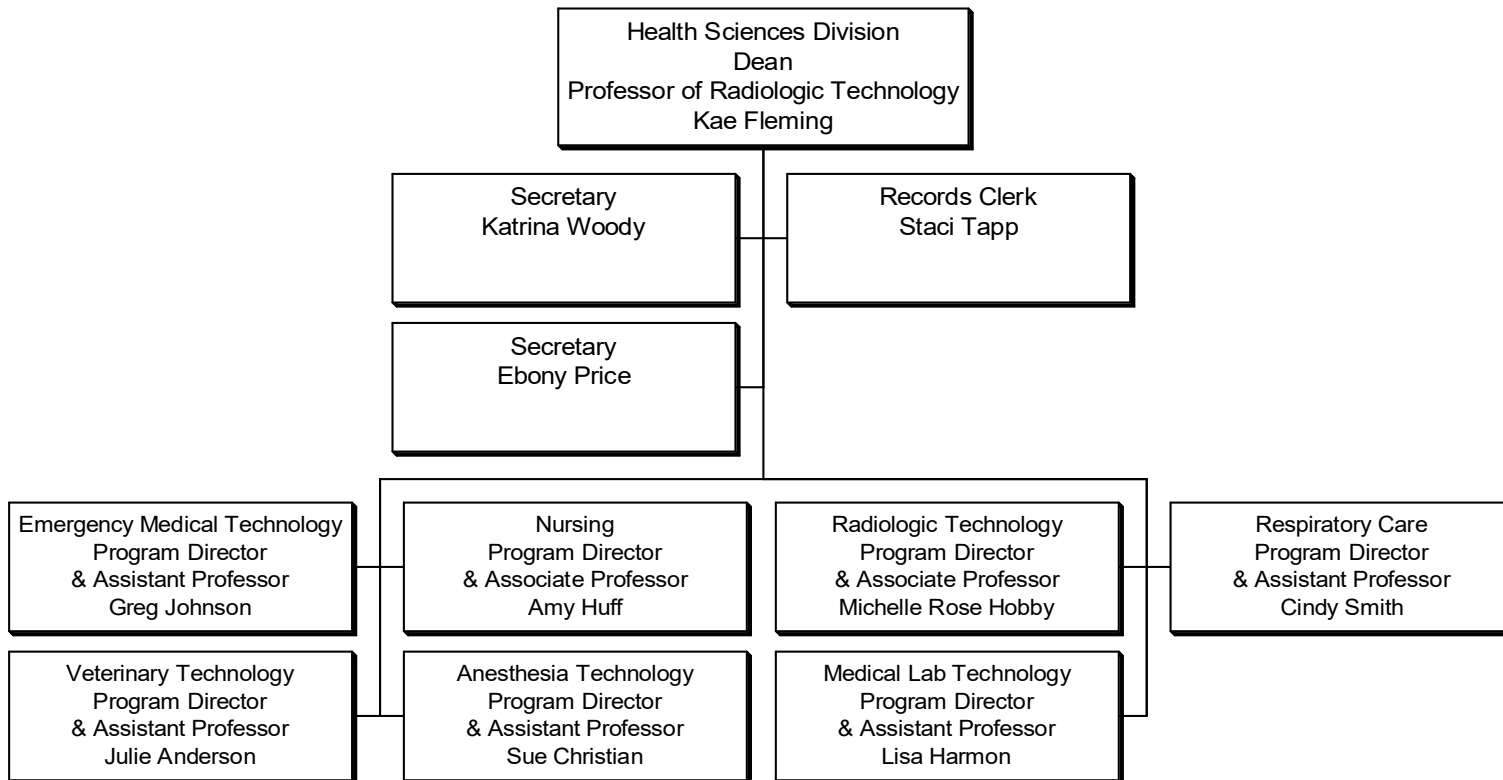 Health Sciences Division
Dean
Professor of Radiologic Technology
Kae Fleming
Secretary
Katrina Woody
Records Clerk
Staci Tapp
Secretary
Ebony Price
Emergency Medical Technology
Program Director
& Assistant Professor
Greg Johnson
Nursing
Program Director
& Associate Professor
Amy Huff
Radiologic Technology
Program Director
& Associate Professor
Michelle Rose Hobby
Respiratory Care
Program Director
& Assistant Professor
Cindy Smith
Veterinary Technology
Program Director
& Assistant Professor
Julie Anderson
Anesthesia Technology
Program Director
& Assistant Professor
Sue Christian
Medical Lab Technology
Program Director
& Assistant Professor
Lisa Harmon